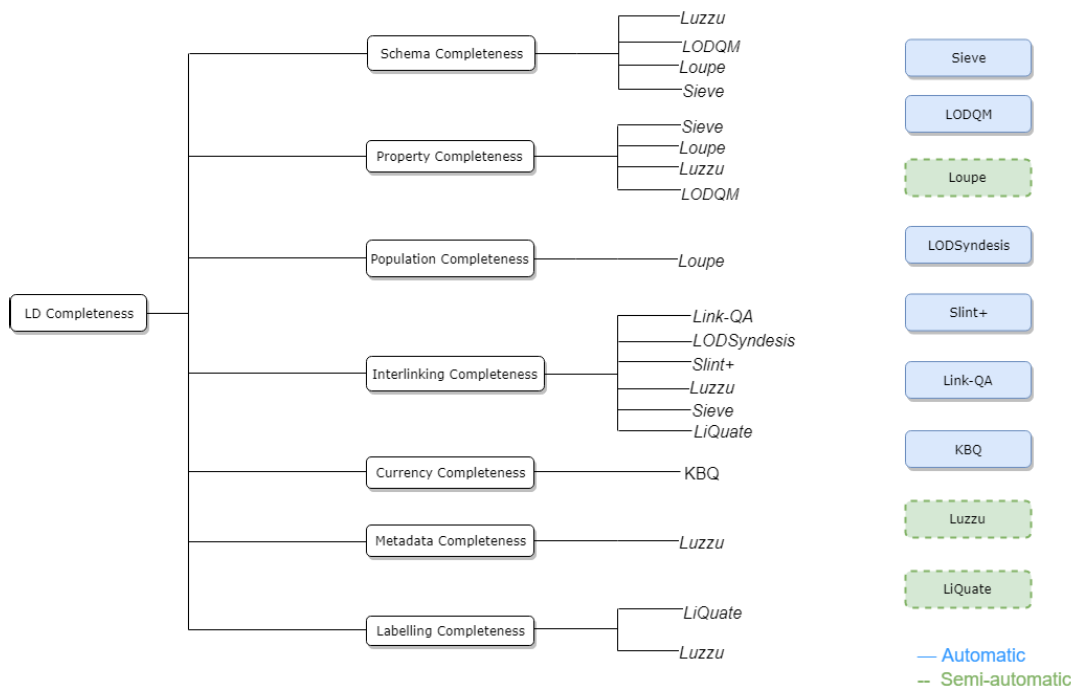 LD Completeness
Schema Completeness
Luzzu
LODQM
Loupe
Sieve
Property Completeness
Sieve
Loupe
Luzzu
LODQM
Population Completeness
Loupe
Interlinking Completeness
Link-QA
LODSyndesis
Slint+
Luzzu
Sieve
LiQuate
Currency Completeness
KBQ
Metadata Completeness
Luzzu
Labelling Completeness
LiQuate
Luzzu
Sieve
LODQM
Loupe
LODSyndesis
Slint+
Link-QA
KBQ
Luzzu
LiQuate
— Automatic
-- Semi-automatic